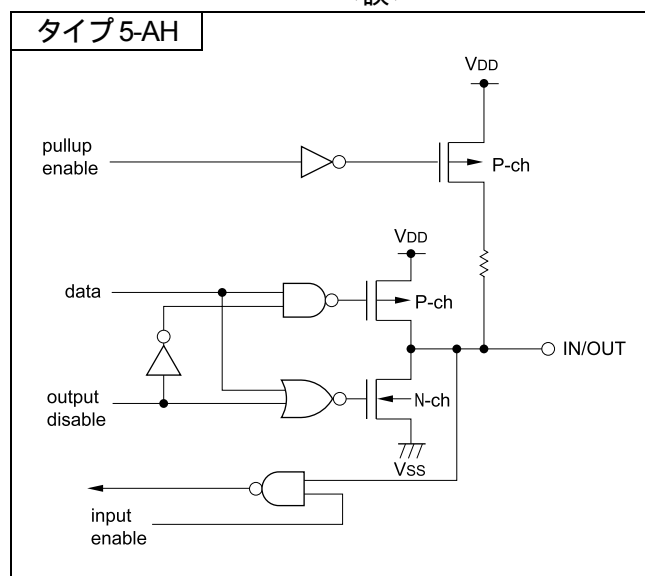 タイプ 5-AH
VDD
pullup
enable
P-ch
VDD
data
P-ch
IN/OUT
output
disable
N-ch
VSS
input
enable